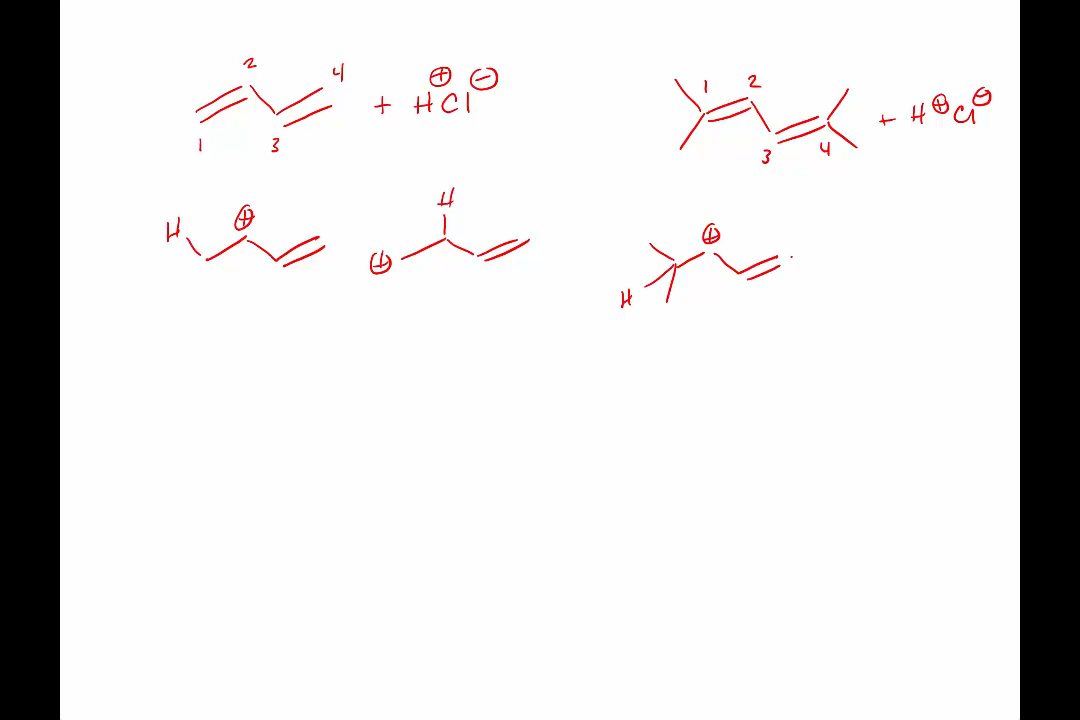 2 4 + H⊕Cl⊖
1 3
1 2 + H⊕Cl⊖
3 4
H ⊕
H ⊕
⊕ H